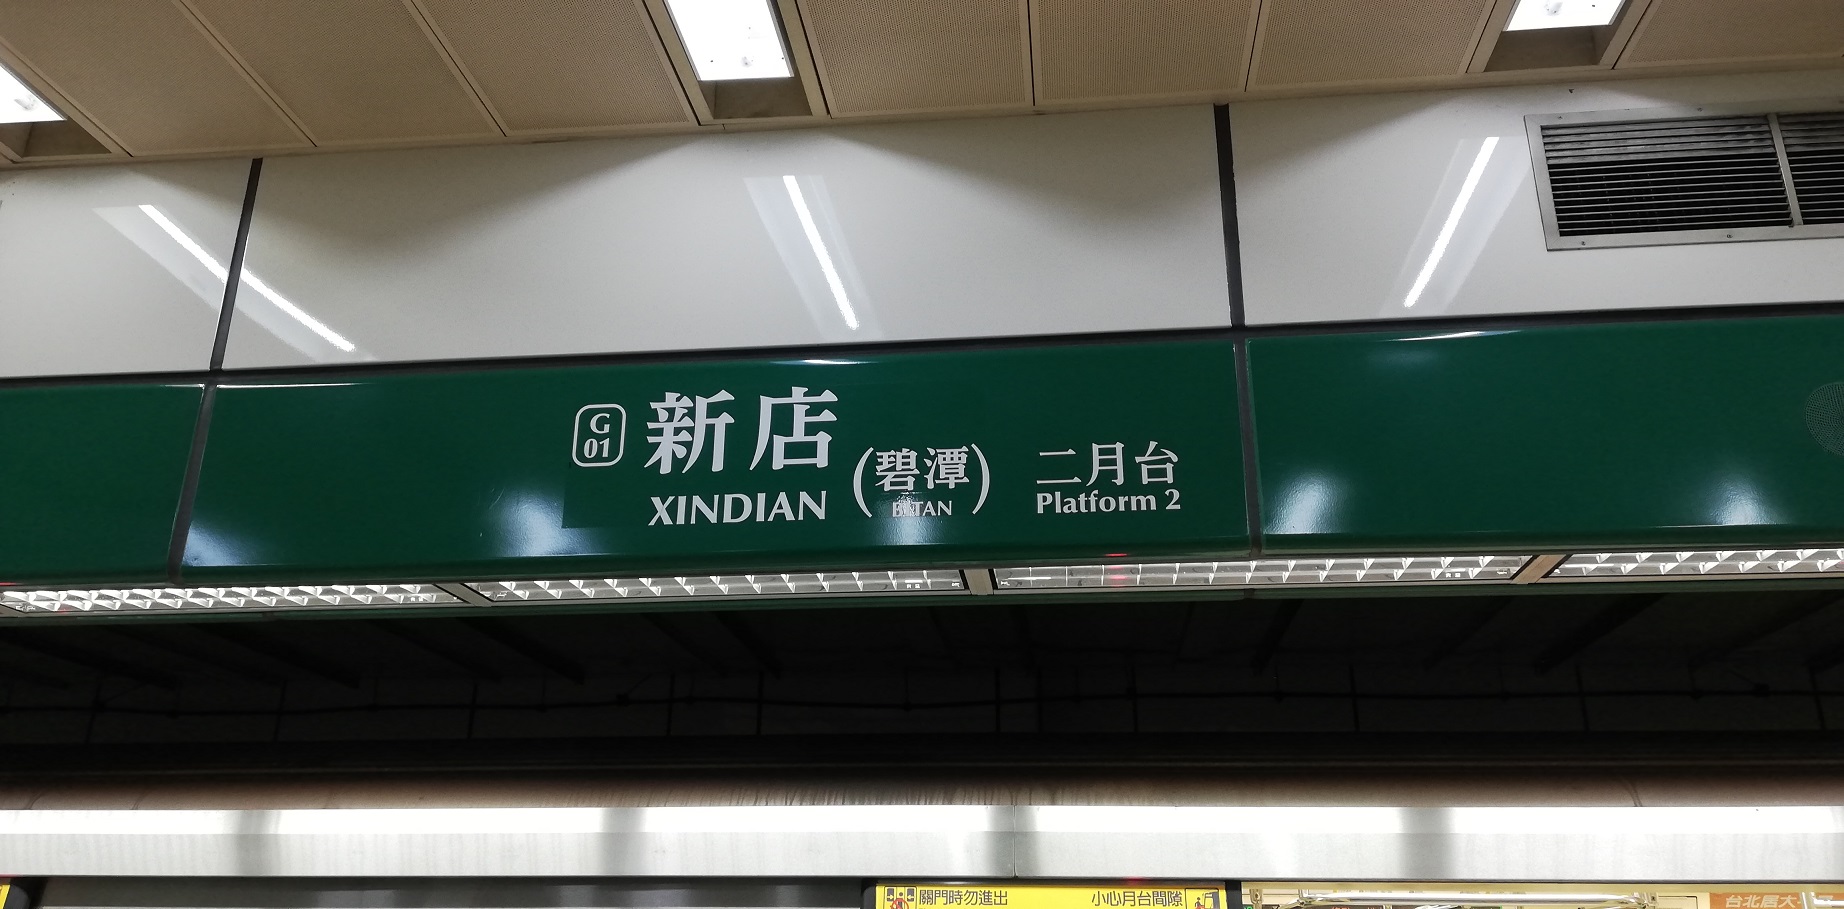 G
01
新店
XINDIAN
(碧潭)
BITAN
二月台
Platform 2
關門時勿進出
小心月台間隙
台北居大